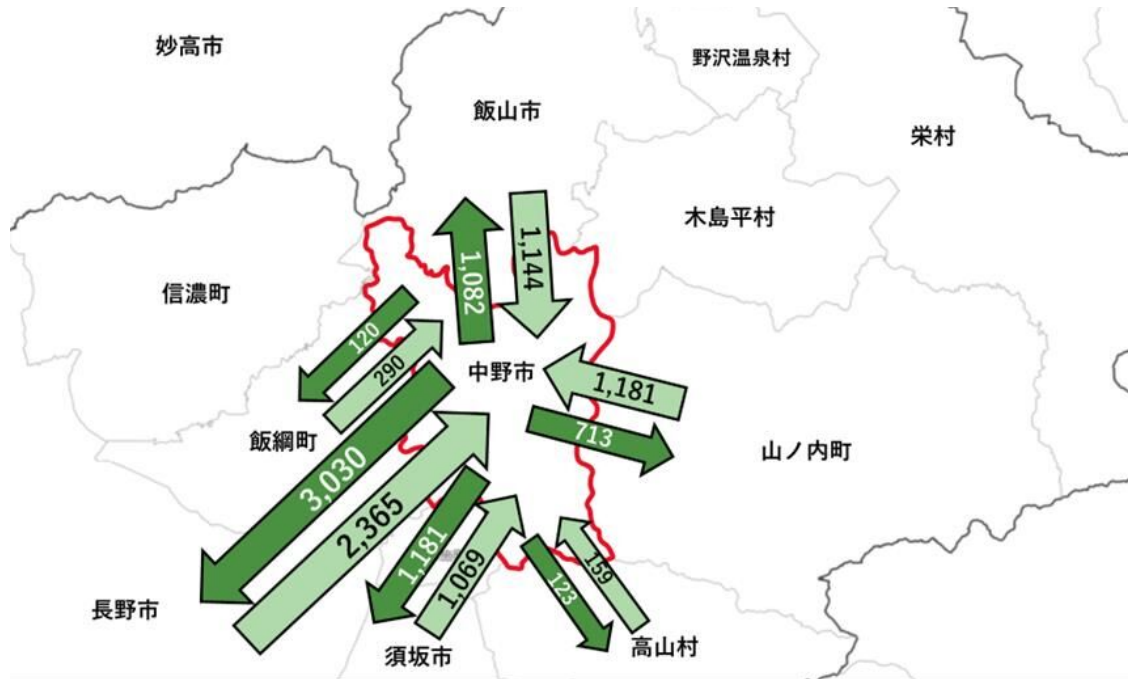 妙高市
野沢温泉村
飯山市
栄村
木島平村
信濃町
1,082
1,144
120
290
中野市
1,181
713
飯綱町
山ノ内町
3,030
2,365
1,181
1,069
123
159
長野市
須坂市
高山村